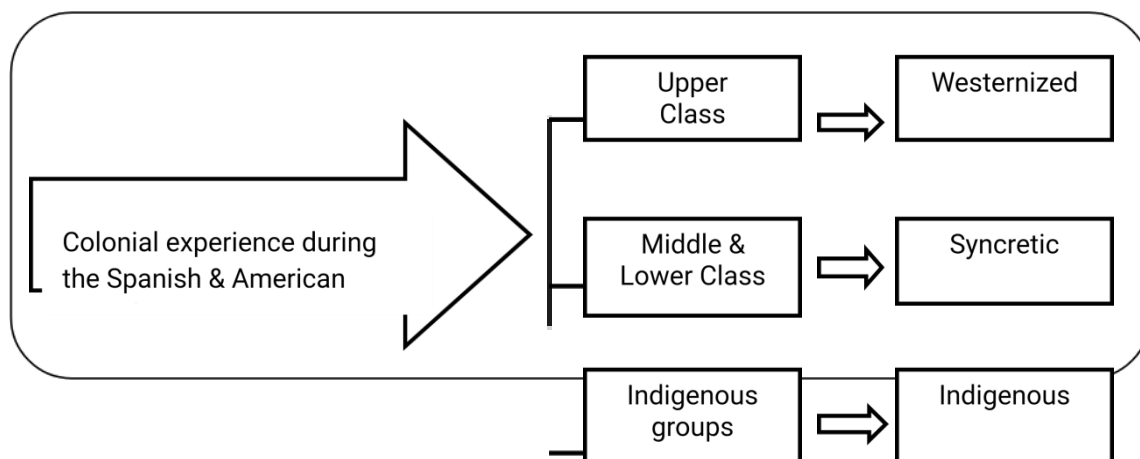 Upper
Class
Westernized
Colonial experience during
the Spanish & American
Middle &
Lower Class
Syncretic
Indigenous
groups
Indigenous